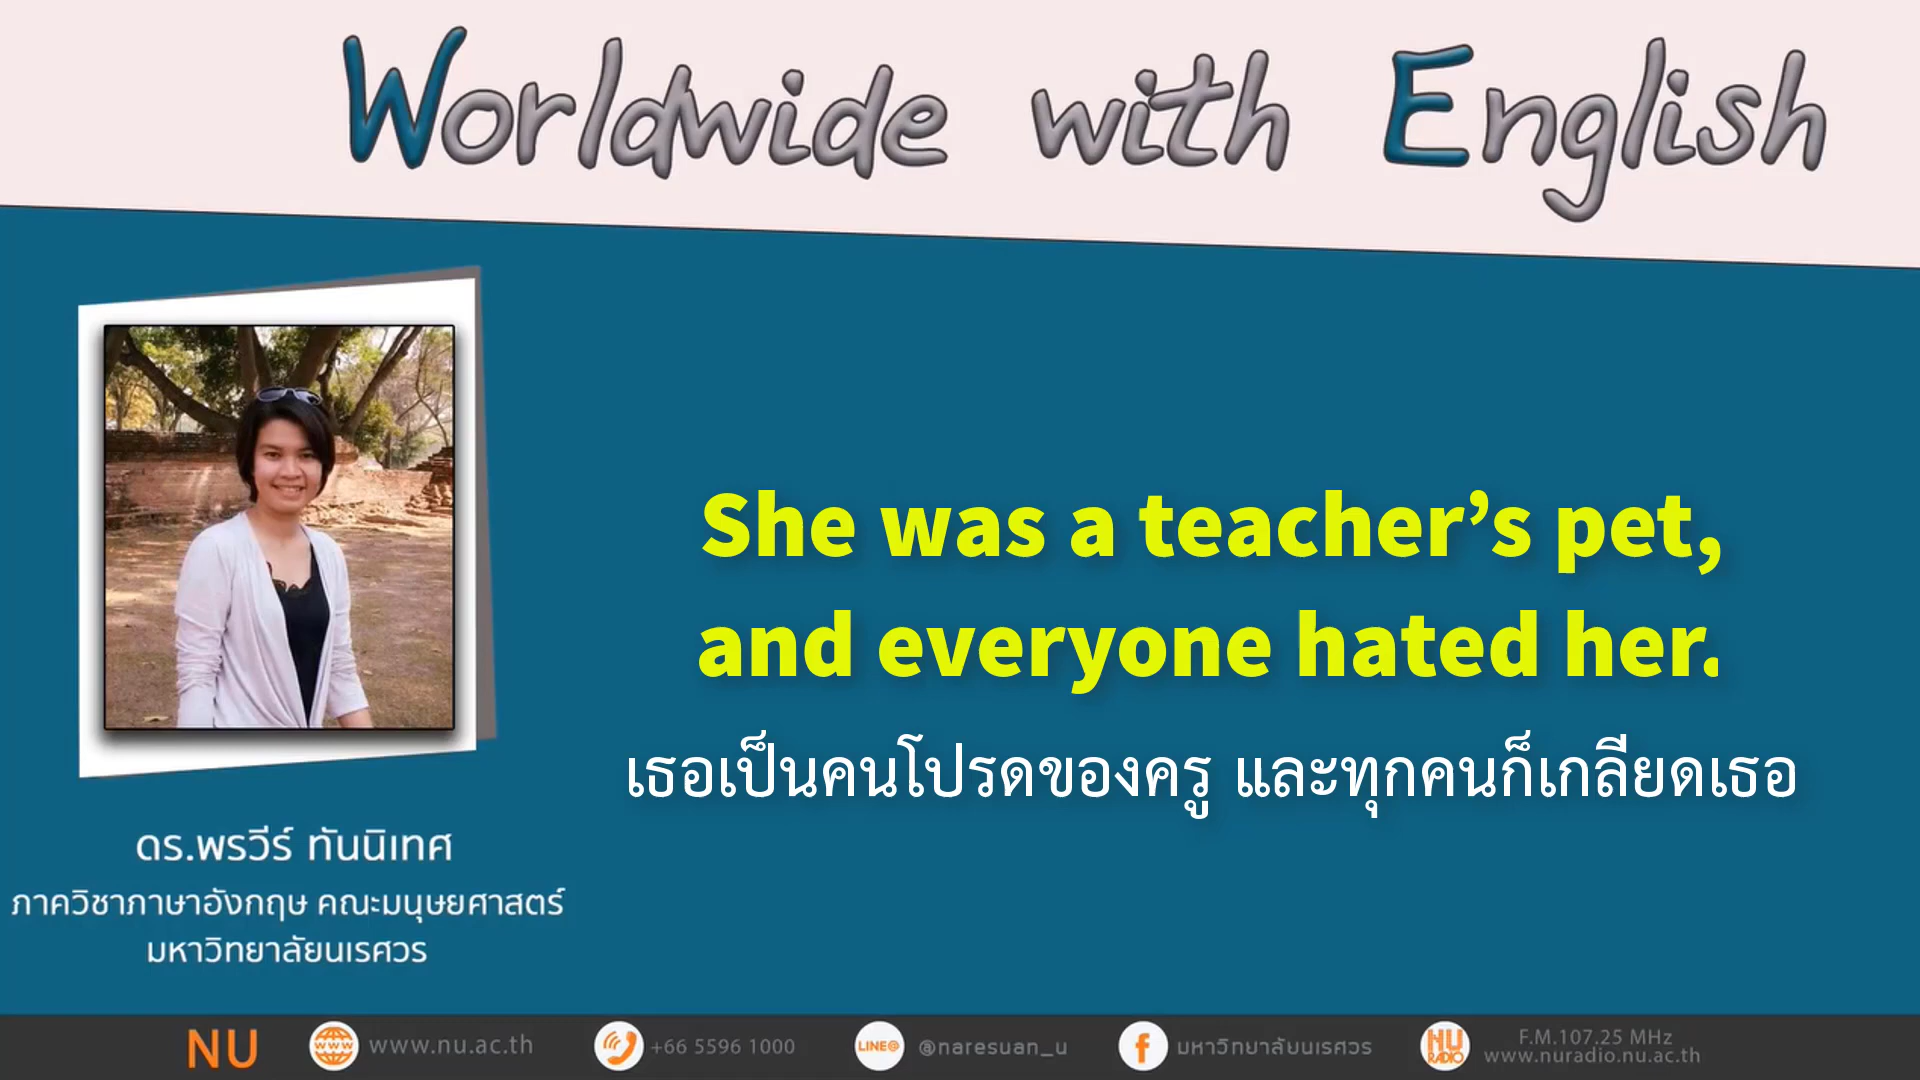 Worldwide with English
She was a teacher’s pet,
and everyone hated her.
เธอเป็นคนโปรดของครู และทุกคนก็เกลียดเธอ
ดร.พรวีร์ ทันนิเทศ
ภาควิชาภาษาอังกฤษ คณะมนุษยศาสตร์
มหาวิทยาลัยนเรศวร
NU www www.nu.ac.th +66 5596 1000 LINE@ @naresuan_u f มหาวิทยาลัยนเรศวร NU RADIO F.M.107.25 MHz
www.nuradio.nu.ac.th